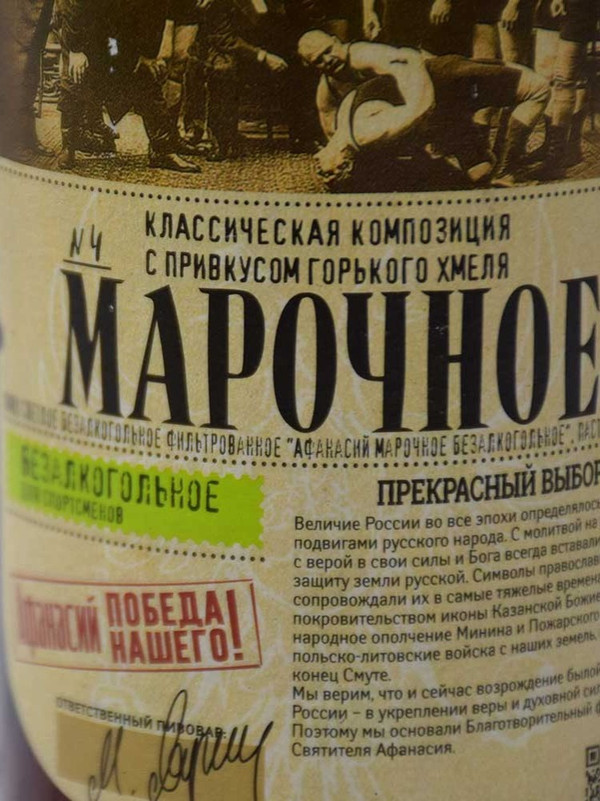 №4
КЛАССИЧЕСКАЯ КОМПОЗИЦИЯ
С ПРИВКУСОМ ГОРЬКОГО ХМЕЛЯ
МАРОЧНОЕ
СВЕТЛОЕ БЕЗАЛКОГОЛЬНОЕ ФИЛЬТРОВАННОЕ "АФАНАСИЙ МАРОЧНОЕ БЕЗАЛКОГОЛЬНОЕ".
БЕЗАЛКОГОЛЬНОЕ
ДЛЯ СПОРТСМЕНОВ
Афанасий ПОБЕДА
НАШЕГО!
ОТВЕТСТВЕННЫЙ ПИВОВАР:
ПРЕКРАСНЫЙ ВЫБОР
Величие России во все эпохи определялось
подвигами русского народа. С молитвой на
с верой в свои силы и Бога всегда вставали
защиту земли русской. Символы православ
сопровождали их в самые тяжелые времена
покровительством иконы Казанской Божие
народное ополчение Минина и Пожарского
польско-литовские войска с наших земель,
конец Смуте.
Мы верим, что и сейчас возрождение былой
России – в укреплении веры и духовной сил
Поэтому мы основали Благотворительный ф
Святителя Афанасия.